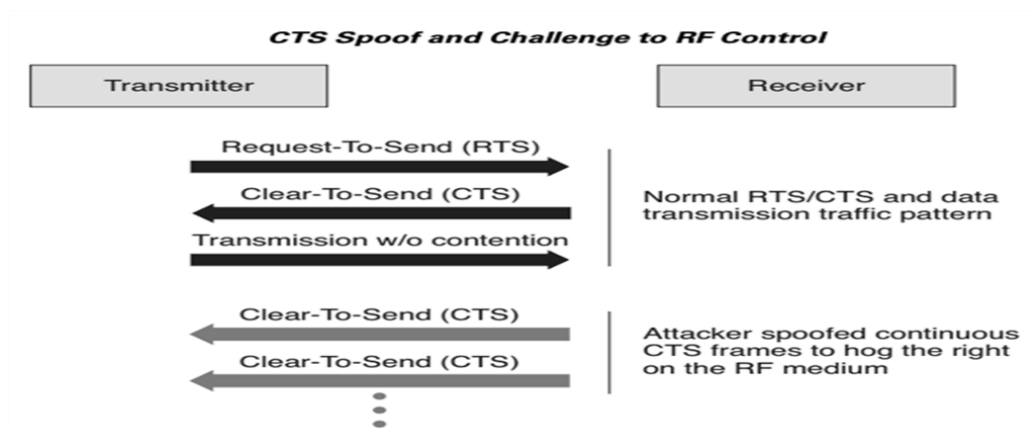 CTS Spoof and Challenge to RF Control
Transmitter
Receiver
Request-To-Send (RTS)
Clear-To-Send (CTS)
Transmission w/o contention
Normal RTS/CTS and data
transmission traffic pattern
Clear-To-Send (CTS)
Clear-To-Send (CTS)
Attacker spoofed continuous
CTS frames to hog the right
on the RF medium